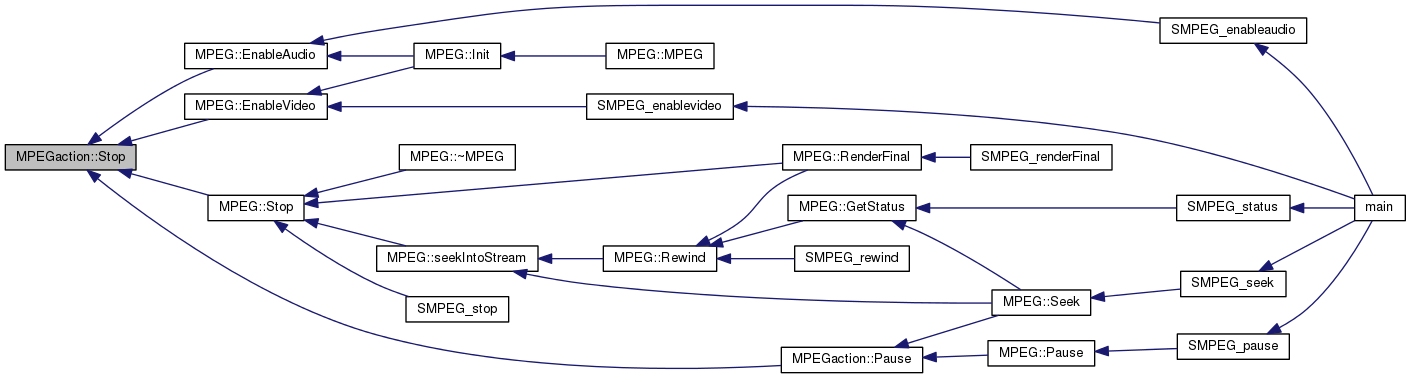 SMPEG_enableaudio
MPEG::EnableAudio
MPEG::Init
MPEG::MPEG
MPEG::EnableVideo
SMPEG_enablevideo
MPEGaction::Stop
MPEG::~MPEG
MPEG::RenderFinal
SMPEG_renderFinal
MPEG::Stop
MPEG::GetStatus
SMPEG_status
main
MPEG::seekIntoStream
MPEG::Rewind
SMPEG_rewind
SMPEG_seek
SMPEG_stop
MPEG::Seek
MPEGaction::Pause
MPEG::Pause
SMPEG_pause